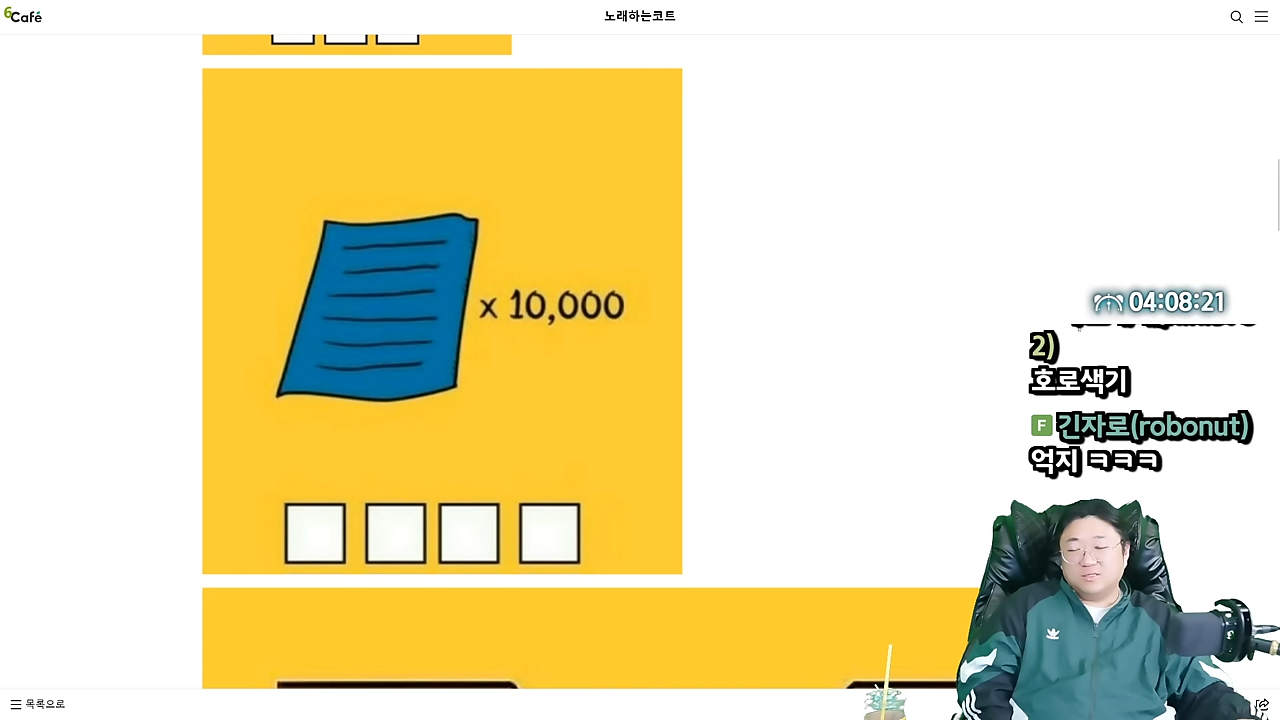 6Café
노래하는코트
x 10,000
04:08:21
2)
호로색기
F 긴자로(robonut)
억지 ㅋㅋㅋ
목록으로